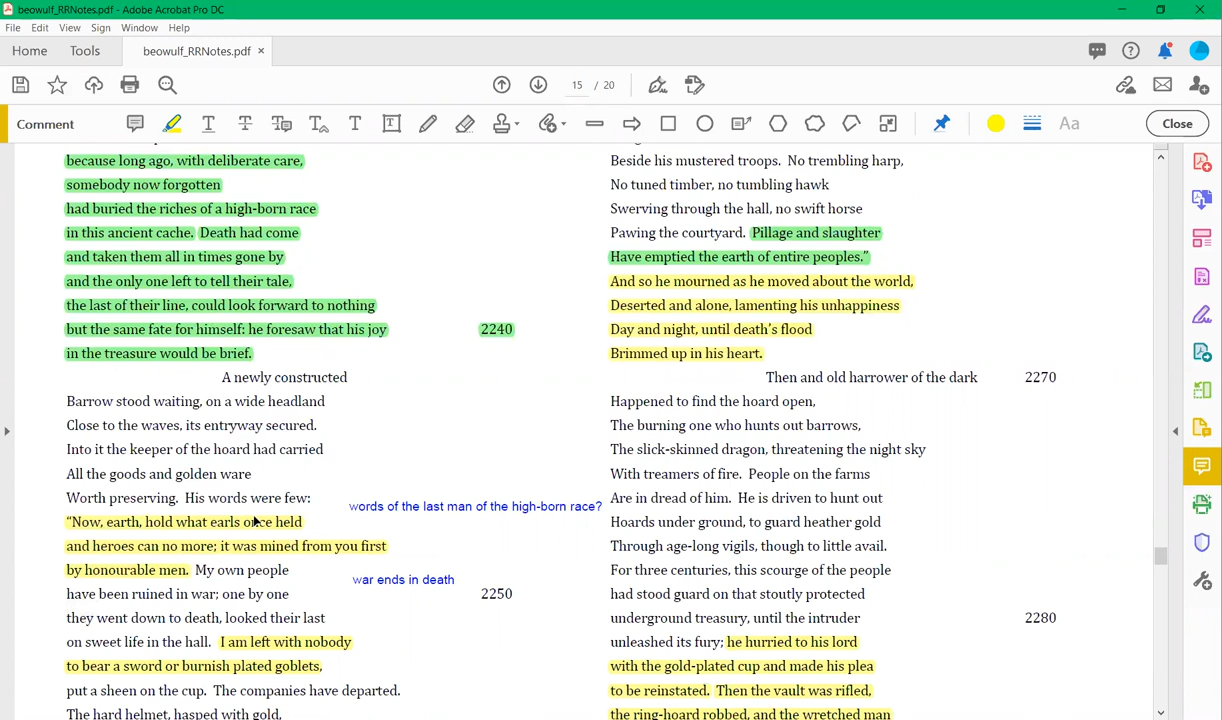 beowulf_RRNotes.pdf - Adobe Acrobat Pro DC
File Edit View Sign Window Help
Home Tools beowulf_RRNotes.pdf ×
15 / 20
Comment
Aa
Close
because long ago, with deliberate care,
somebody now forgotten
had buried the riches of a high-born race
in this ancient cache. Death had come
and taken them all in times gone by
and the only one left to tell their tale,
the last of their line, could look forward to nothing
but the same fate for himself: he foresaw that his joy 2240
in the treasure would be brief.
A newly constructed
Barrow stood waiting, on a wide headland
Close to the waves, its entryway secured.
Into it the keeper of the hoard had carried
All the goods and golden ware
Worth preserving. His words were few:
words of the last man of the high-born race?
“Now, earth, hold what earls once held
and heroes can no more; it was mined from you first
by honourable men. My own people
war ends in death
have been ruined in war; one by one 2250
they went down to death, looked their last
on sweet life in the hall. I am left with nobody
to bear a sword or burnish plated goblets,
put a sheen on the cup. The companies have departed.
The hard helmet, hasped with gold,
Beside his mustered troops. No trembling harp,
No tuned timber, no tumbling hawk
Swerving through the hall, no swift horse
Pawing the courtyard. Pillage and slaughter
Have emptied the earth of entire peoples.”
And so he mourned as he moved about the world,
Deserted and alone, lamenting his unhappiness
Day and night, until death’s flood
Brimmed up in his heart.
Then and old harrower of the dark 2270
Happened to find the hoard open,
The burning one who hunts out barrows,
The slick-skinned dragon, threatening the night sky
With treamers of fire. People on the farms
Are in dread of him. He is driven to hunt out
Hoards under ground, to guard heather gold
Through age-long vigils, though to little avail.
For three centuries, this scourge of the people
had stood guard on that stoutly protected
underground treasury, until the intruder 2280
unleashed its fury; he hurried to his lord
with the gold-plated cup and made his plea
to be reinstated. Then the vault was rifled,
the ring-hoard robbed, and the wretched man